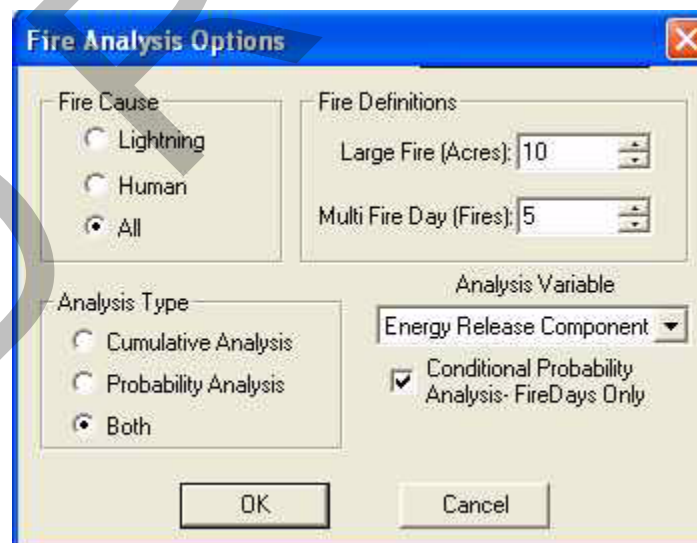 Fire Analysis Options
Fire Cause
Lightning
Human
All
Fire Definitions
Large Fire (Acres): 10
Multi Fire Day (Fires): 5
Analysis Type
Cumulative Analysis
Probability Analysis
Both
Analysis Variable
Energy Release Component
Conditional Probability
Analysis- FireDays Only
OK
Cancel